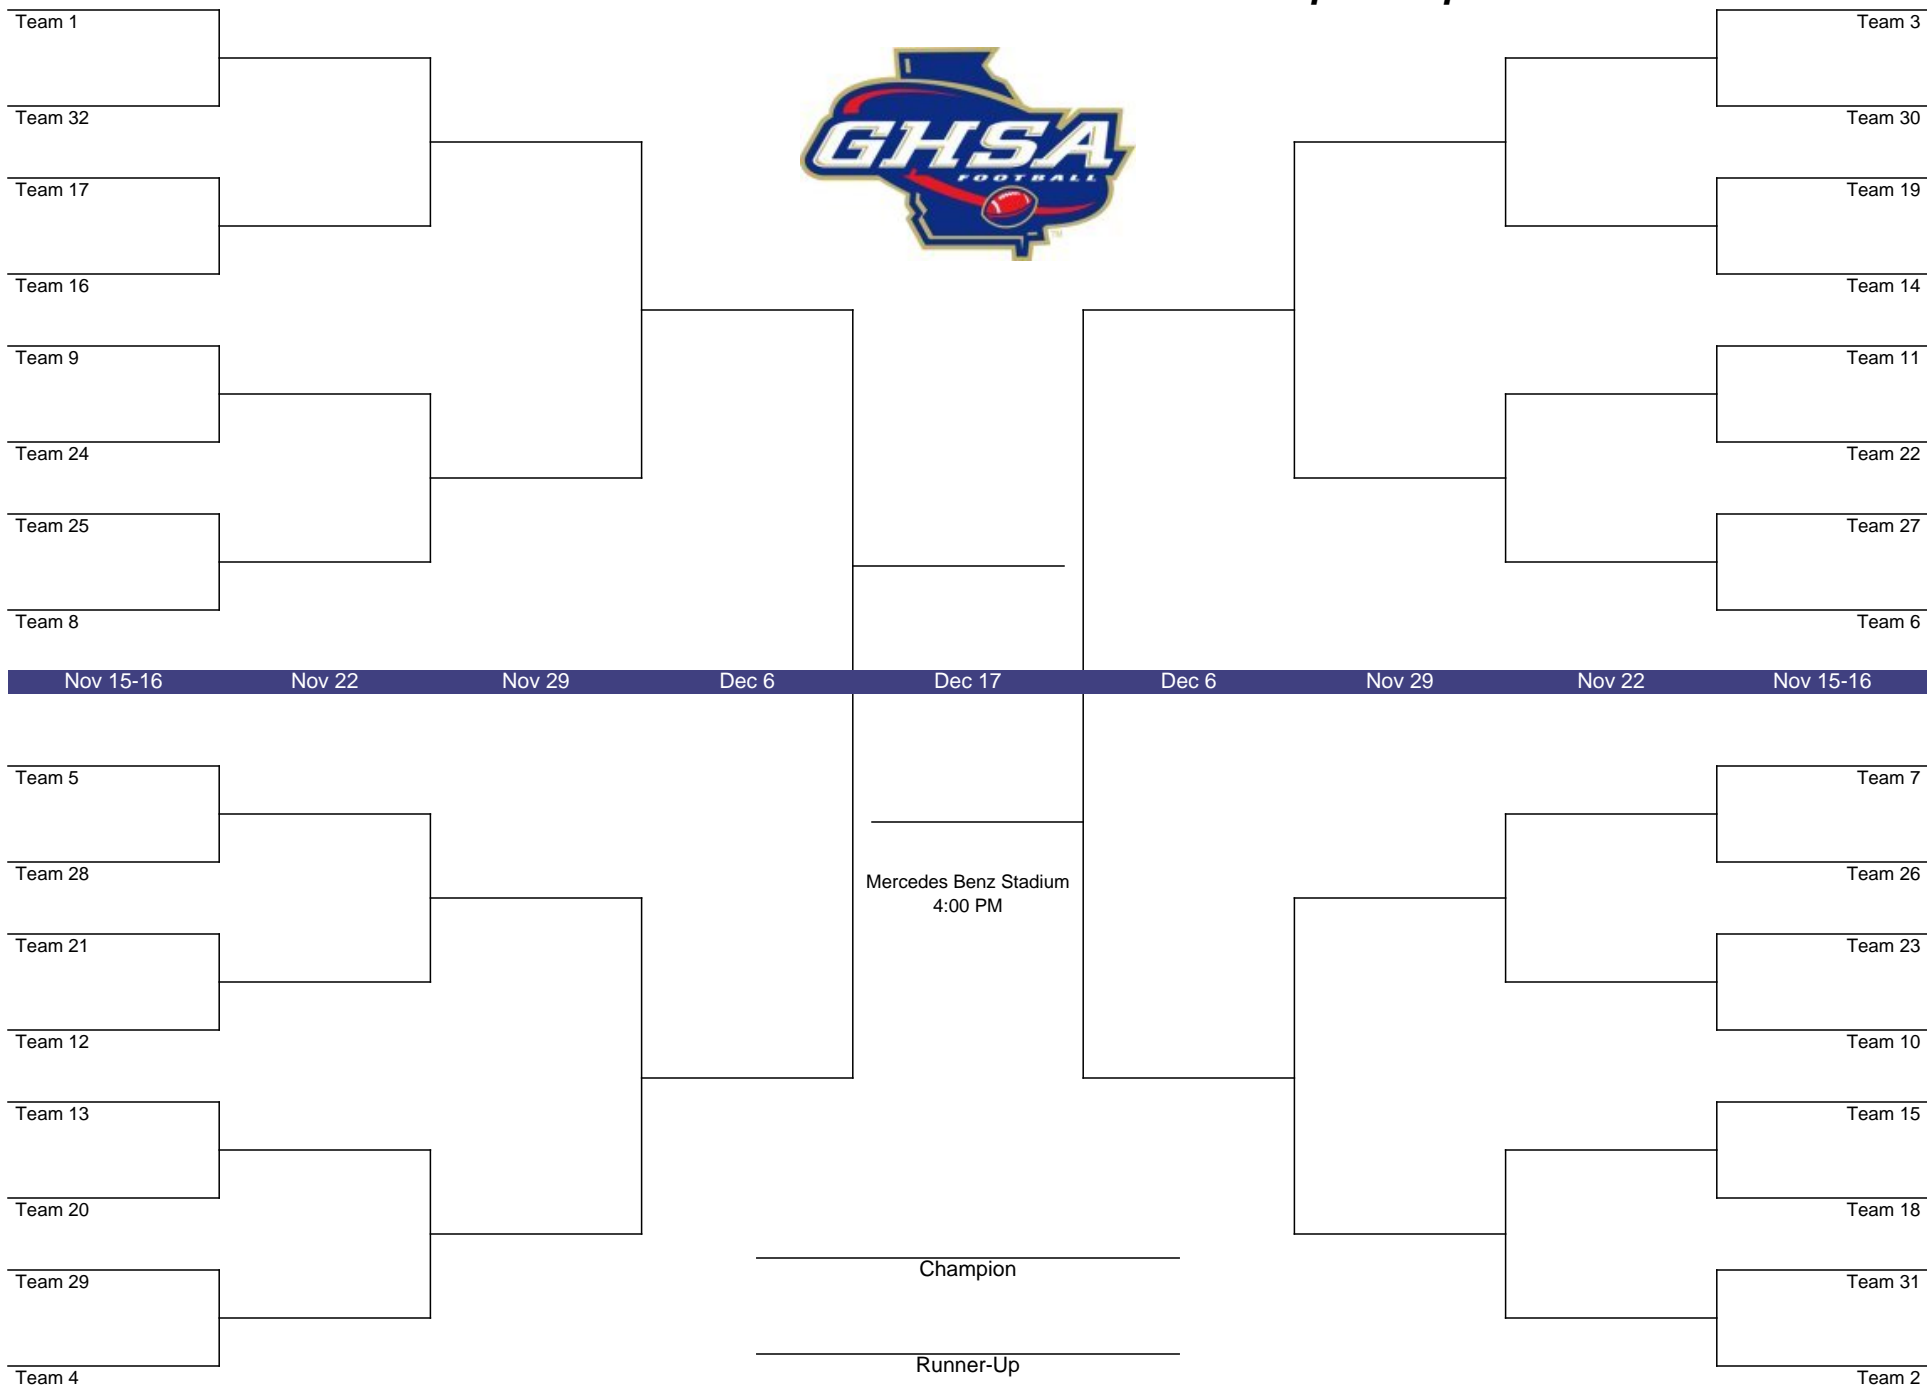 Team 1
Team 3
Team 32
Team 30
GHSA
FOOTBALL
TM
Team 17
Team 19
Team 16
Team 14
Team 9
Team 11
Team 24
Team 22
Team 25
Team 27
Team 8
Team 6
Nov 15-16 Nov 22 Nov 29 Dec 6 Dec 17 Dec 6 Nov 29 Nov 22 Nov 15-16
Team 5
Team 7
Team 28
Team 26
Mercedes Benz Stadium
4:00 PM
Team 21
Team 23
Team 12
Team 10
Team 13
Team 15
Team 20
Team 18
Champion
Team 29
Team 31
Runner-Up
Team 4
Team 2